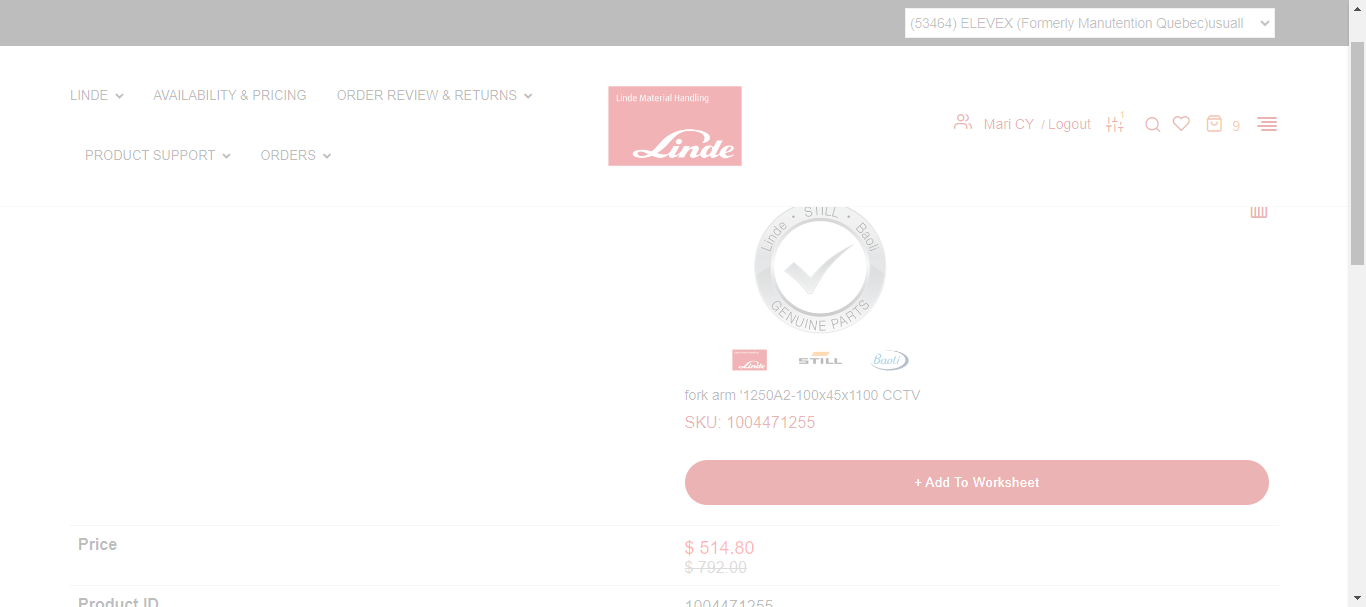 (53464) ELEVEX (Formerly Manutention Quebec)usuall
LINDE
AVAILABILITY & PRICING
ORDER REVIEW & RETURNS
PRODUCT SUPPORT
ORDERS
Linde Material Handling
Linde
Mari CY / Logout
1
9
Linde • STILL • Baoli
GENUINE PARTS
Linde
STILL
Baoli
fork arm '1250A2-100x45x1100 CCTV
SKU: 1004471255
+ Add To Worksheet
Price
$ 514.80
$ 792.00
Product ID
1004471255